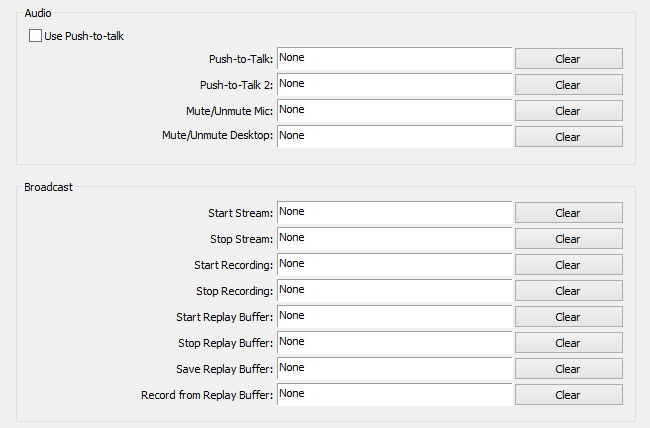 Audio
Use Push-to-talk
Push-to-Talk: None Clear
Push-to-Talk 2: None Clear
Mute/Unmute Mic: None Clear
Mute/Unmute Desktop: None Clear
Broadcast
Start Stream: None Clear
Stop Stream: None Clear
Start Recording: None Clear
Stop Recording: None Clear
Start Replay Buffer: None Clear
Stop Replay Buffer: None Clear
Save Replay Buffer: None Clear
Record from Replay Buffer: None Clear